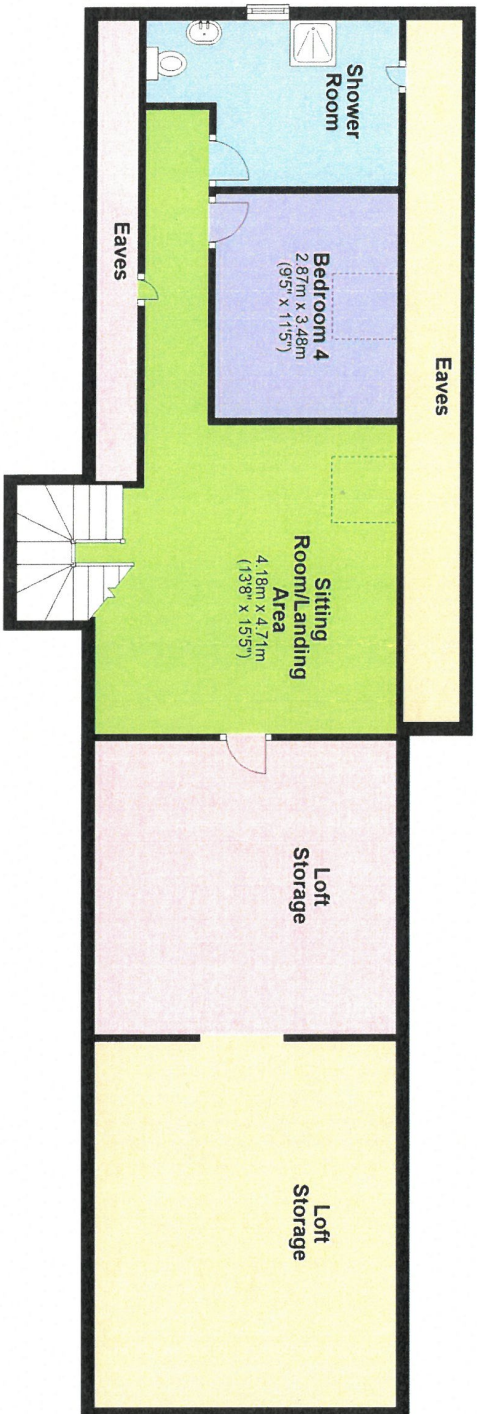 Shower
Room
Bedroom 4
2.87m x 3.48m
(9'5" x 11'5")
Eaves
Eaves
Sitting
Room/Landing
Area
4.18m x 4.71m
(13'8" x 15'5")
Loft
Storage
Loft
Storage